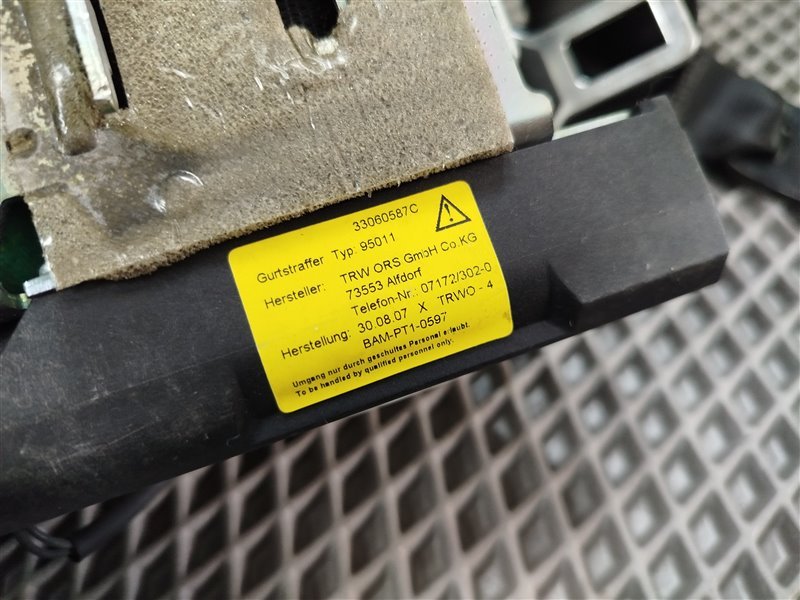 33060587C
Gurtstraffer Typ: 95011
Hersteller: TRW ORS GmbH Co.KG
73553 Alfdorf
Telefon-Nr.: 07172/302-0
Herstellung: 30.08.07 X TRWO - 4
BAM-PT1-0597
Umgang nur durch geschultes Personal erlaubt.
To be handled by qualified personnel only.